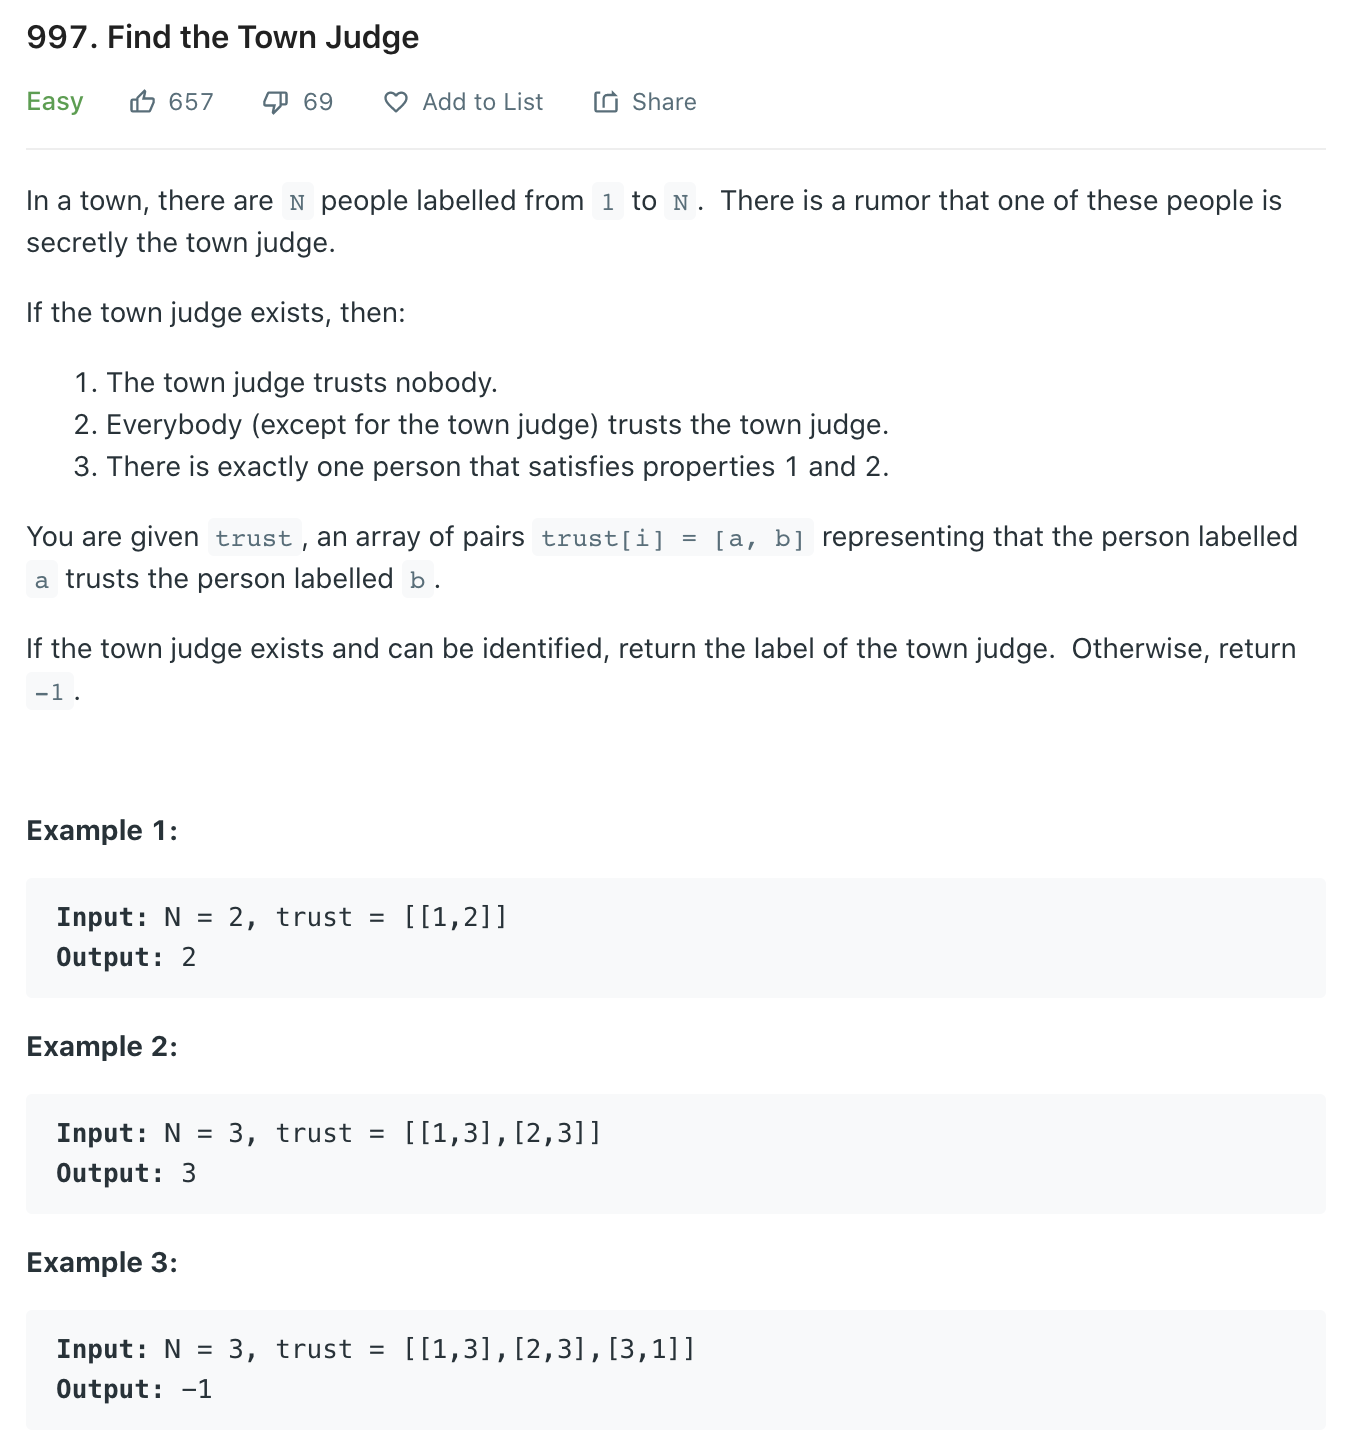 997. Find the Town Judge
Easy 657 69 Add to List Share
In a town, there are N people labelled from 1 to N. There is a rumor that one of these people is
secretly the town judge.
If the town judge exists, then:
1. The town judge trusts nobody.
2. Everybody (except for the town judge) trusts the town judge.
3. There is exactly one person that satisfies properties 1 and 2.
You are given trust, an array of pairs trust[i] = [a, b] representing that the person labelled
a trusts the person labelled b.
If the town judge exists and can be identified, return the label of the town judge. Otherwise, return
-1.
Example 1:
Input: N = 2, trust = [[1,2]]
Output: 2
Example 2:
Input: N = 3, trust = [[1,3],[2,3]]
Output: 3
Example 3:
Input: N = 3, trust = [[1,3],[2,3],[3,1]]
Output: -1